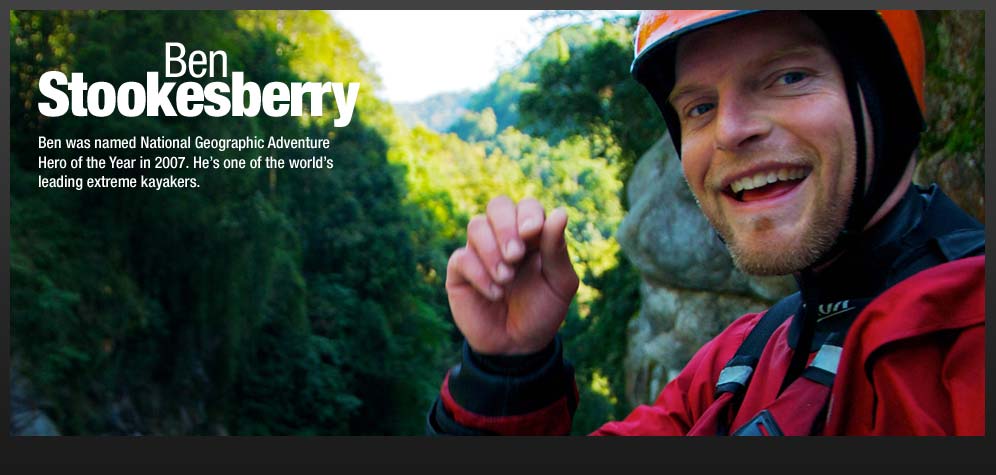 Ben
Stookesberry
Ben was named National Geographic Adventure
Hero of the Year in 2007. He’s one of the world’s
leading extreme kayakers.